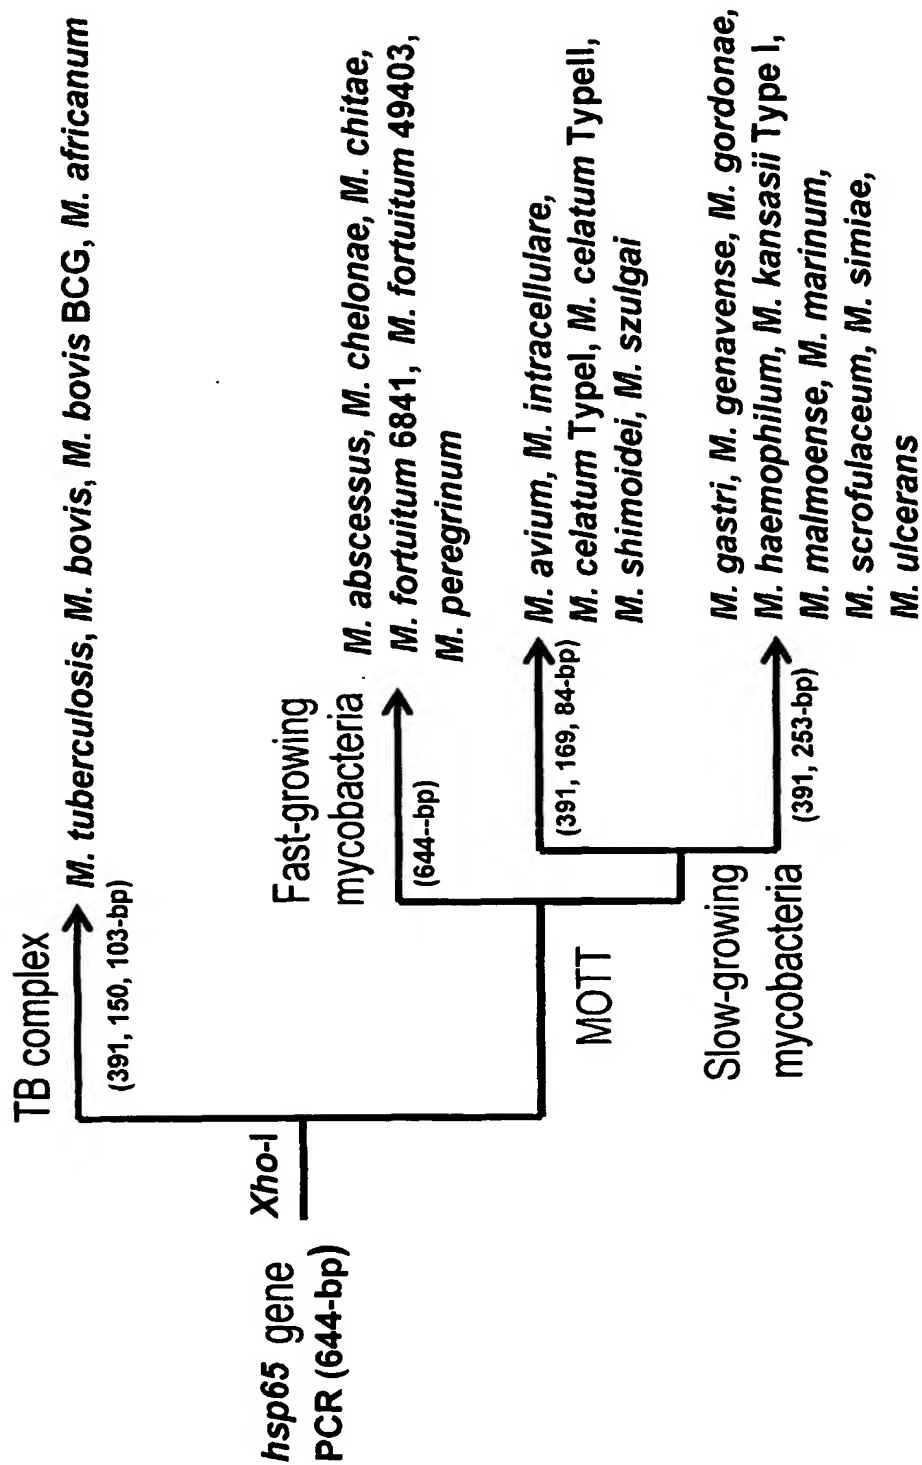 hsp65 gene
PCR (644-bp)
Xho-I
TB complex
(391, 150, 103-bp)
M. tuberculosis, M. bovis, M. bovis BCG, M. africanum
MOTT
Fast-growing
mycobacteria
(644--bp)
M. abscessus, M. chelonae, M. chitae,
M. fortuitum 6841, M. fortuitum 49403,
M. peregrinum
Slow-growing
mycobacteria
(391, 169, 84-bp)
M. avium, M. intracellulare,
M. celatum TypeI, M. celatum TypeII,
M. shimoidei, M. szulgai
(391, 253-bp)
M. gastri, M. genavense, M. gordonae,
M. haemophilum, M. kansasii Type I,
M. malmoense, M. marinum,
M. scrofulaceum, M. simiae,
M. ulcerans